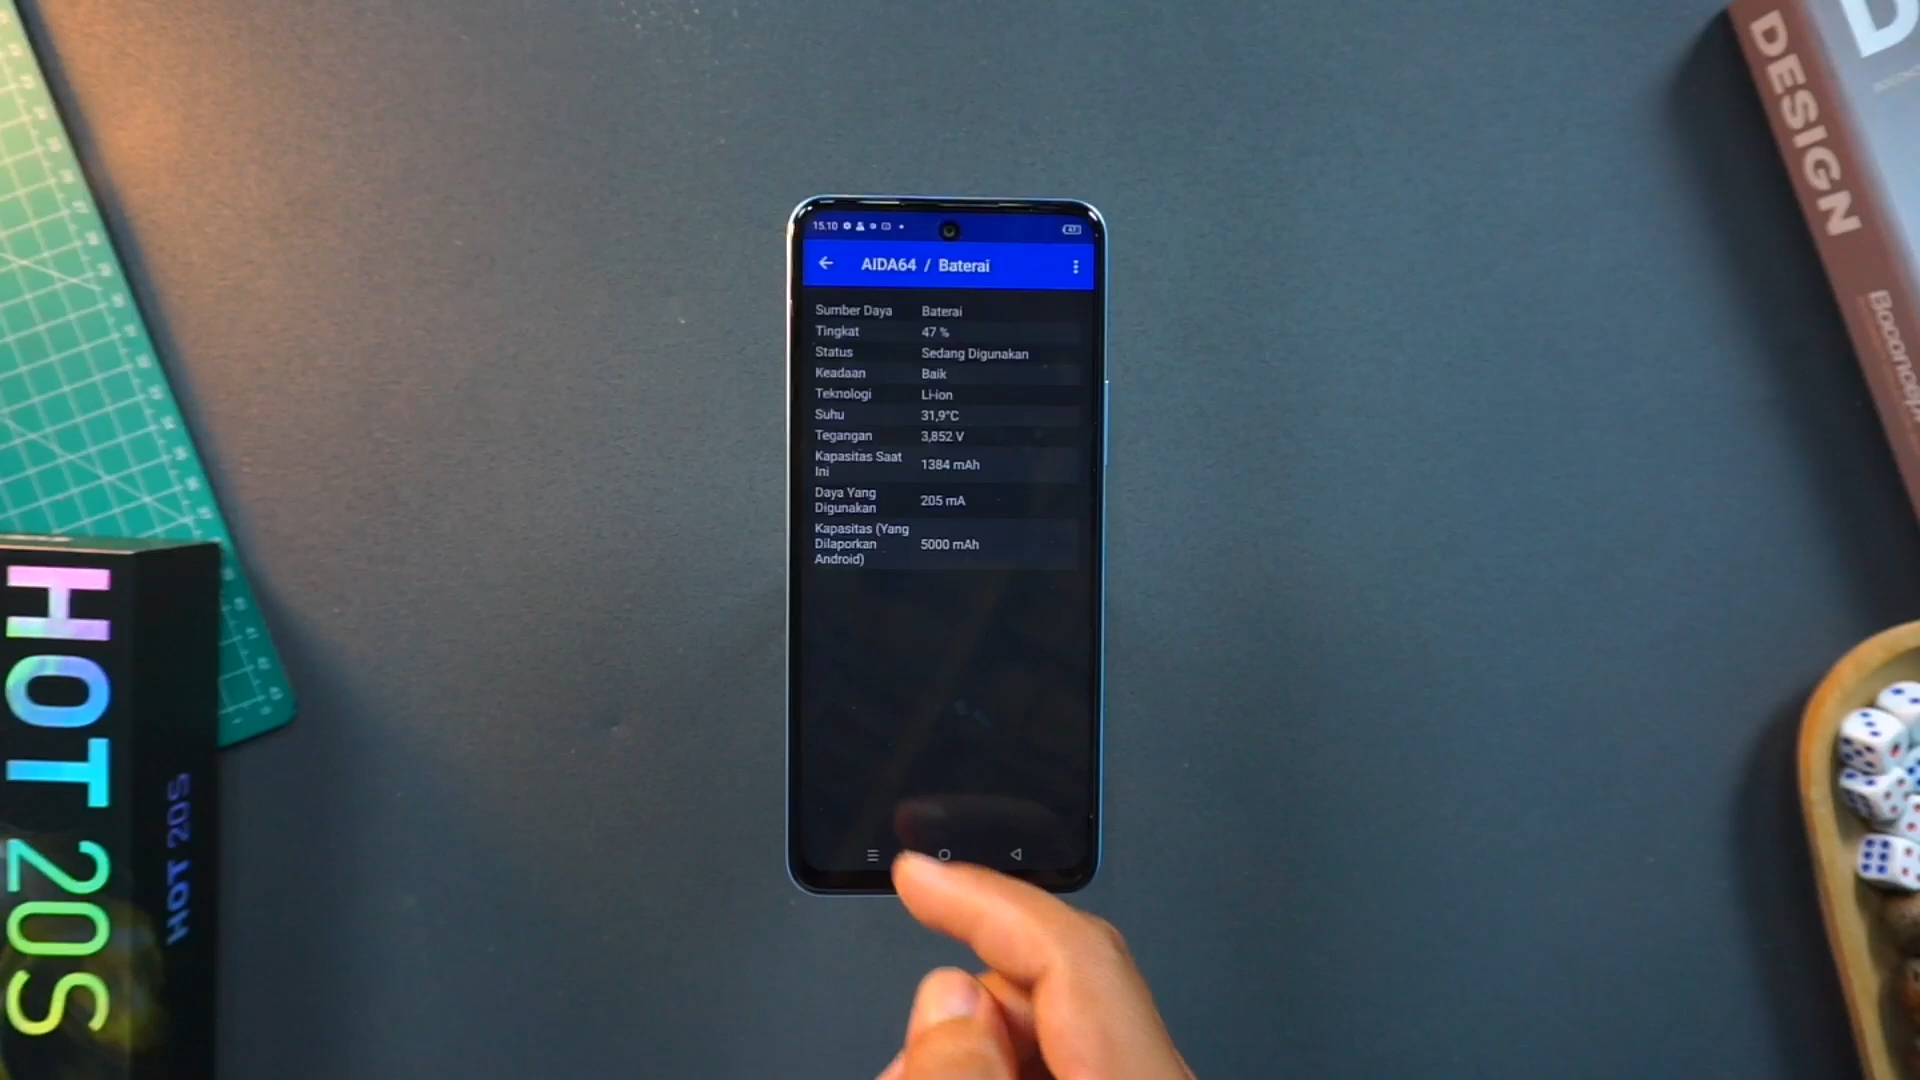 15.10
47
AIDA64 / Baterai
Sumber Daya Baterai
Tingkat 47 %
Status Sedang Digunakan
Keadaan Baik
Teknologi Li-ion
Suhu 31,9°C
Tegangan 3,852 V
Kapasitas Saat
Ini
1384 mAh
Daya Yang
Digunakan
205 mA
Kapasitas (Yang
Dilaporkan
Android)
5000 mAh
HOT 20S
HOT 20S
DESIGN
D